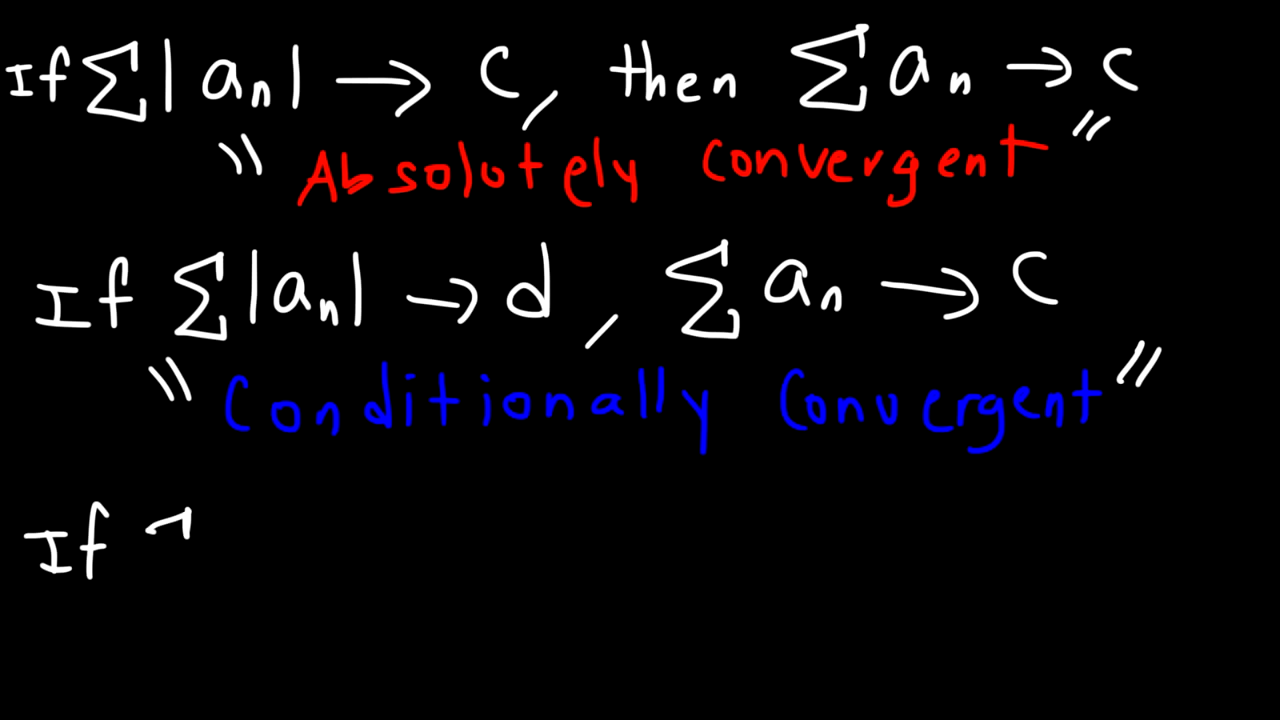 If ∑|aₙ| → c, then ∑aₙ → c
"Absolutely convergent"
If ∑|aₙ| → d, ∑aₙ → c
"Conditionally Convergent"
If